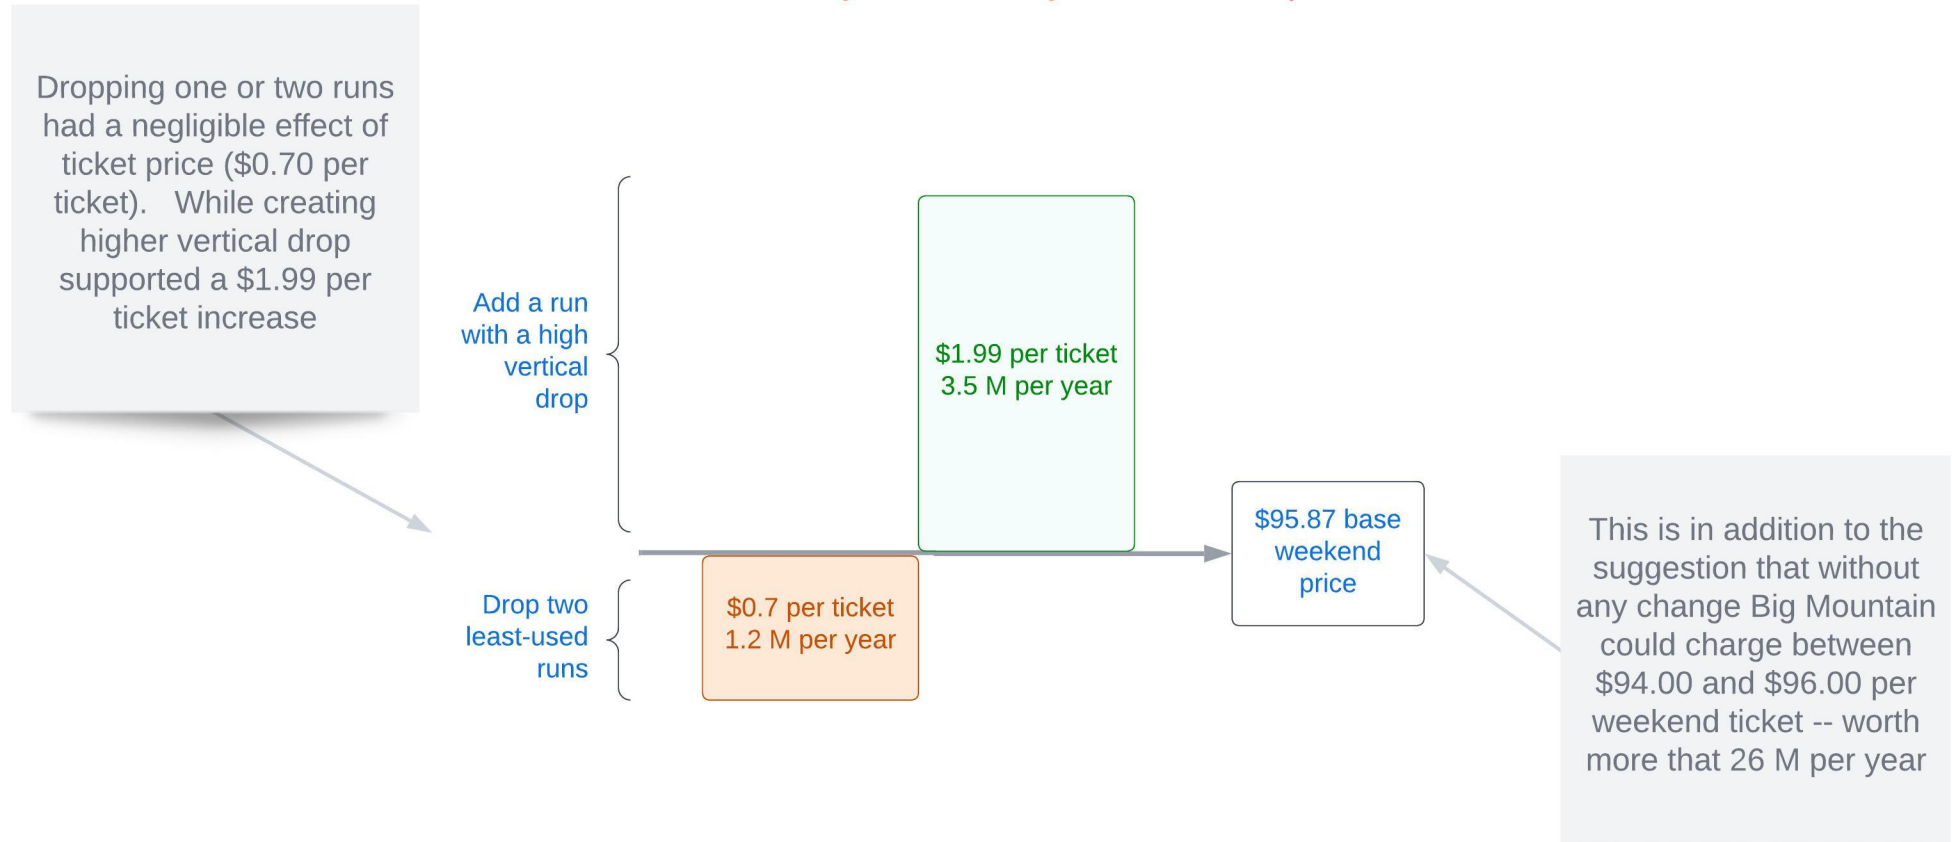 Dropping one or two runs
had a negligible effect of
ticket price ($0.70 per
ticket).   While creating
higher vertical drop
supported a $1.99 per
ticket increase
Add a run
with a high
vertical
drop
$1.99 per ticket
3.5 M per year
$95.87 base
weekend
price
Drop two
least-used
runs
$0.7 per ticket
1.2 M per year
This is in addition to the
suggestion that without
any change Big Mountain
could charge between
$94.00 and $96.00 per
weekend ticket -- worth
more that 26 M per year